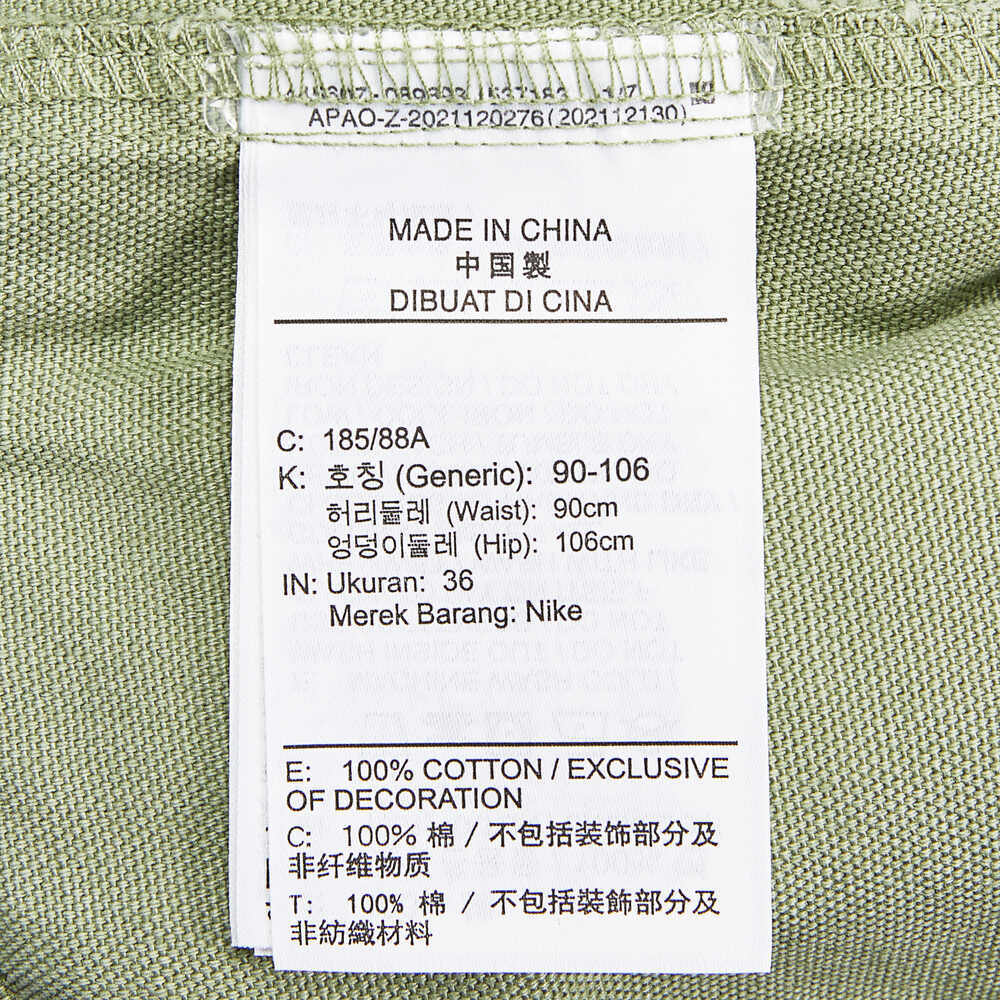 APAO-Z-2021120276(202112130)
MADE IN CHINA
中国製
DIBUAT DI CINA
C: 185/88A
K: 호칭 (Generic): 90-106
허리둘레 (Waist): 90cm
엉덩이둘레 (Hip): 106cm
IN: Ukuran: 36
Merek Barang: Nike
E: 100% COTTON / EXCLUSIVE
OF DECORATION
C: 100% 棉 / 不包括装饰部分及
非纤维物质
T: 100% 棉 / 不包括裝飾部分及
非紡織材料